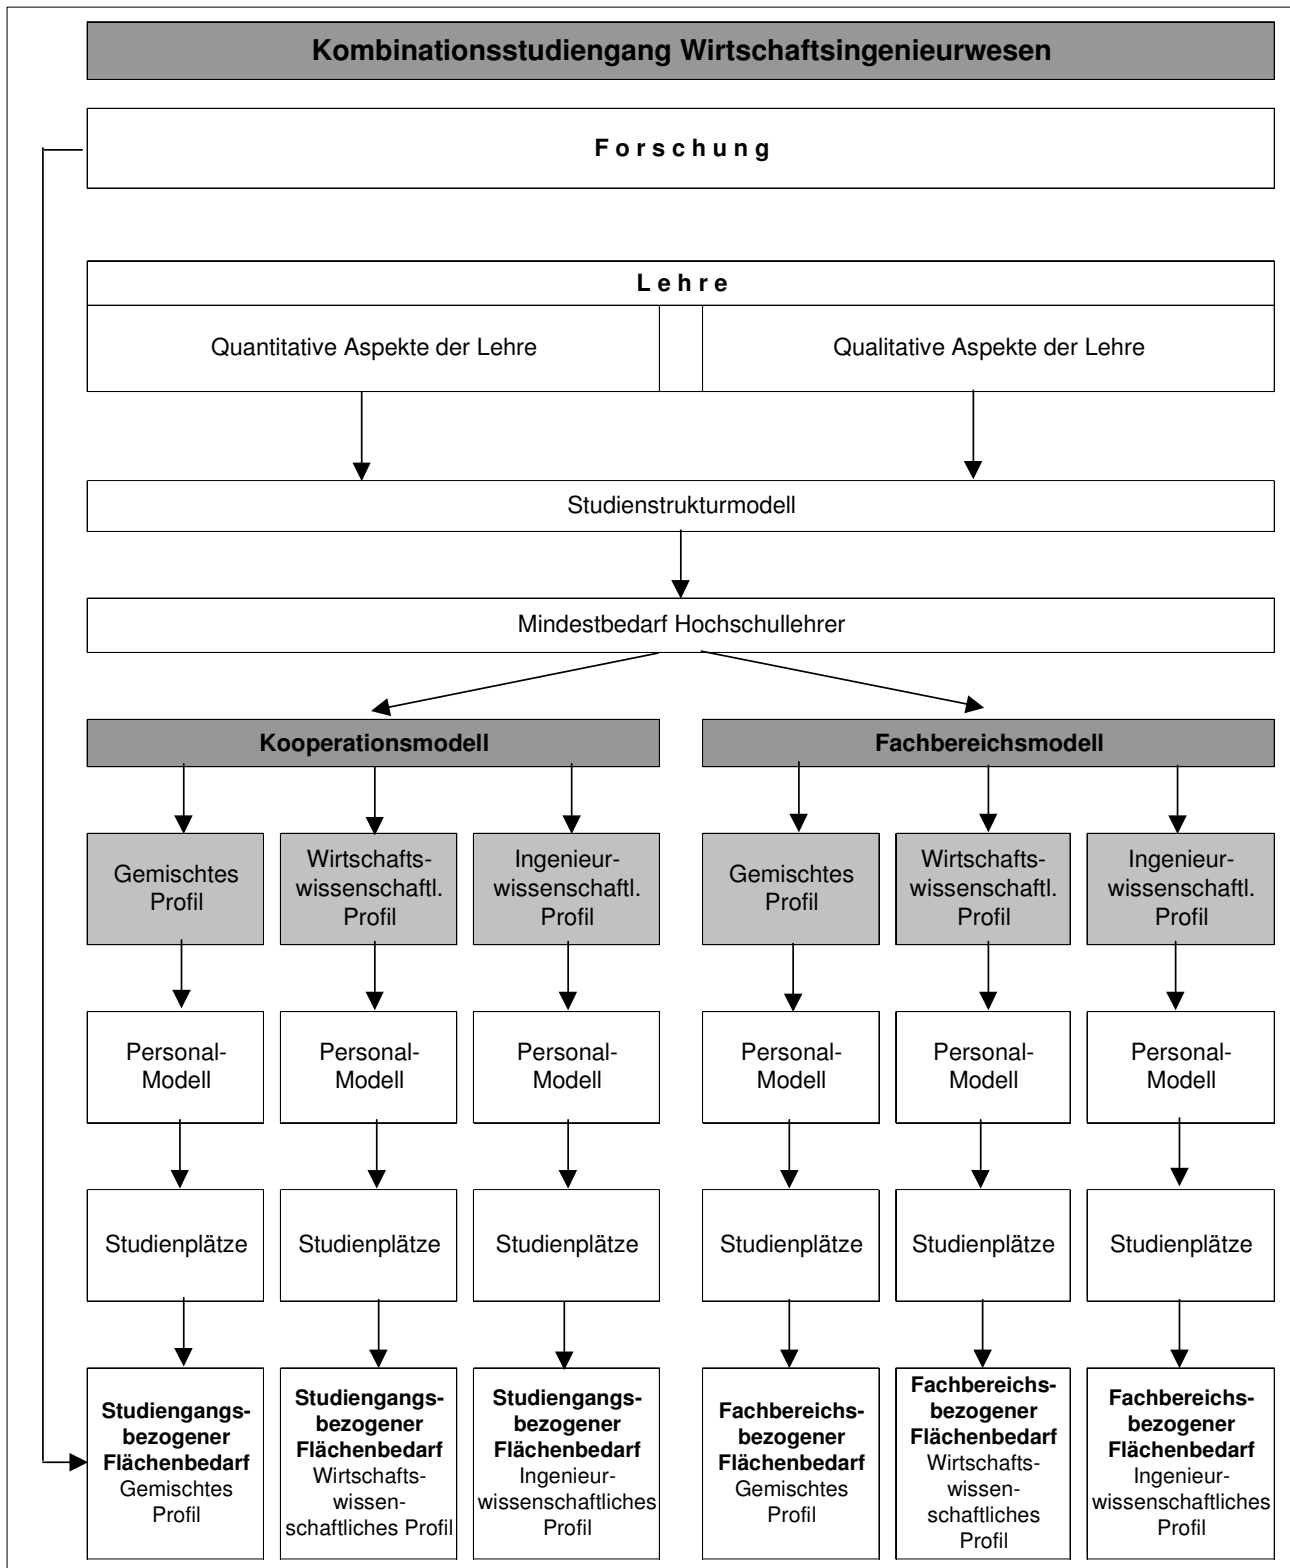 Kombinationsstudiengang Wirtschaftsingenieurwesen
F o r s c h u n g
L e h r e
Quantitative Aspekte der Lehre
Qualitative Aspekte der Lehre
Studienstrukturmodell
Mindestbedarf Hochschullehrer
Kooperationsmodell
Fachbereichsmodell
Gemischtes
Profil
Wirtschafts-
wissenschaftl.
Profil
Ingenieur-
wissenschaftl.
Profil
Gemischtes
Profil
Wirtschafts-
wissenschaftl.
Profil
Ingenieur-
wissenschaftl.
Profil
Personal-
Modell
Personal-
Modell
Personal-
Modell
Personal-
Modell
Personal-
Modell
Personal-
Modell
Studienplätze
Studienplätze
Studienplätze
Studienplätze
Studienplätze
Studienplätze
Studiengangs-
bezogener
Flächenbedarf
Gemischtes
Profil
Studiengangs-
bezogener
Flächenbedarf
Wirtschafts-
wissen-
schaftliches Profil
Studiengangs-
bezogener
Flächenbedarf
Ingenieur-
wissenschaftliches
Profil
Fachbereichs-
bezogener
Flächenbedarf
Gemischtes
Profil
Fachbereichs-
bezogener
Flächenbedarf
Wirtschafts-
wissen-
schaftliches
Profil
Fachbereichs-
bezogener
Flächenbedarf
Ingenieur-
wissenschaftliches
Profil